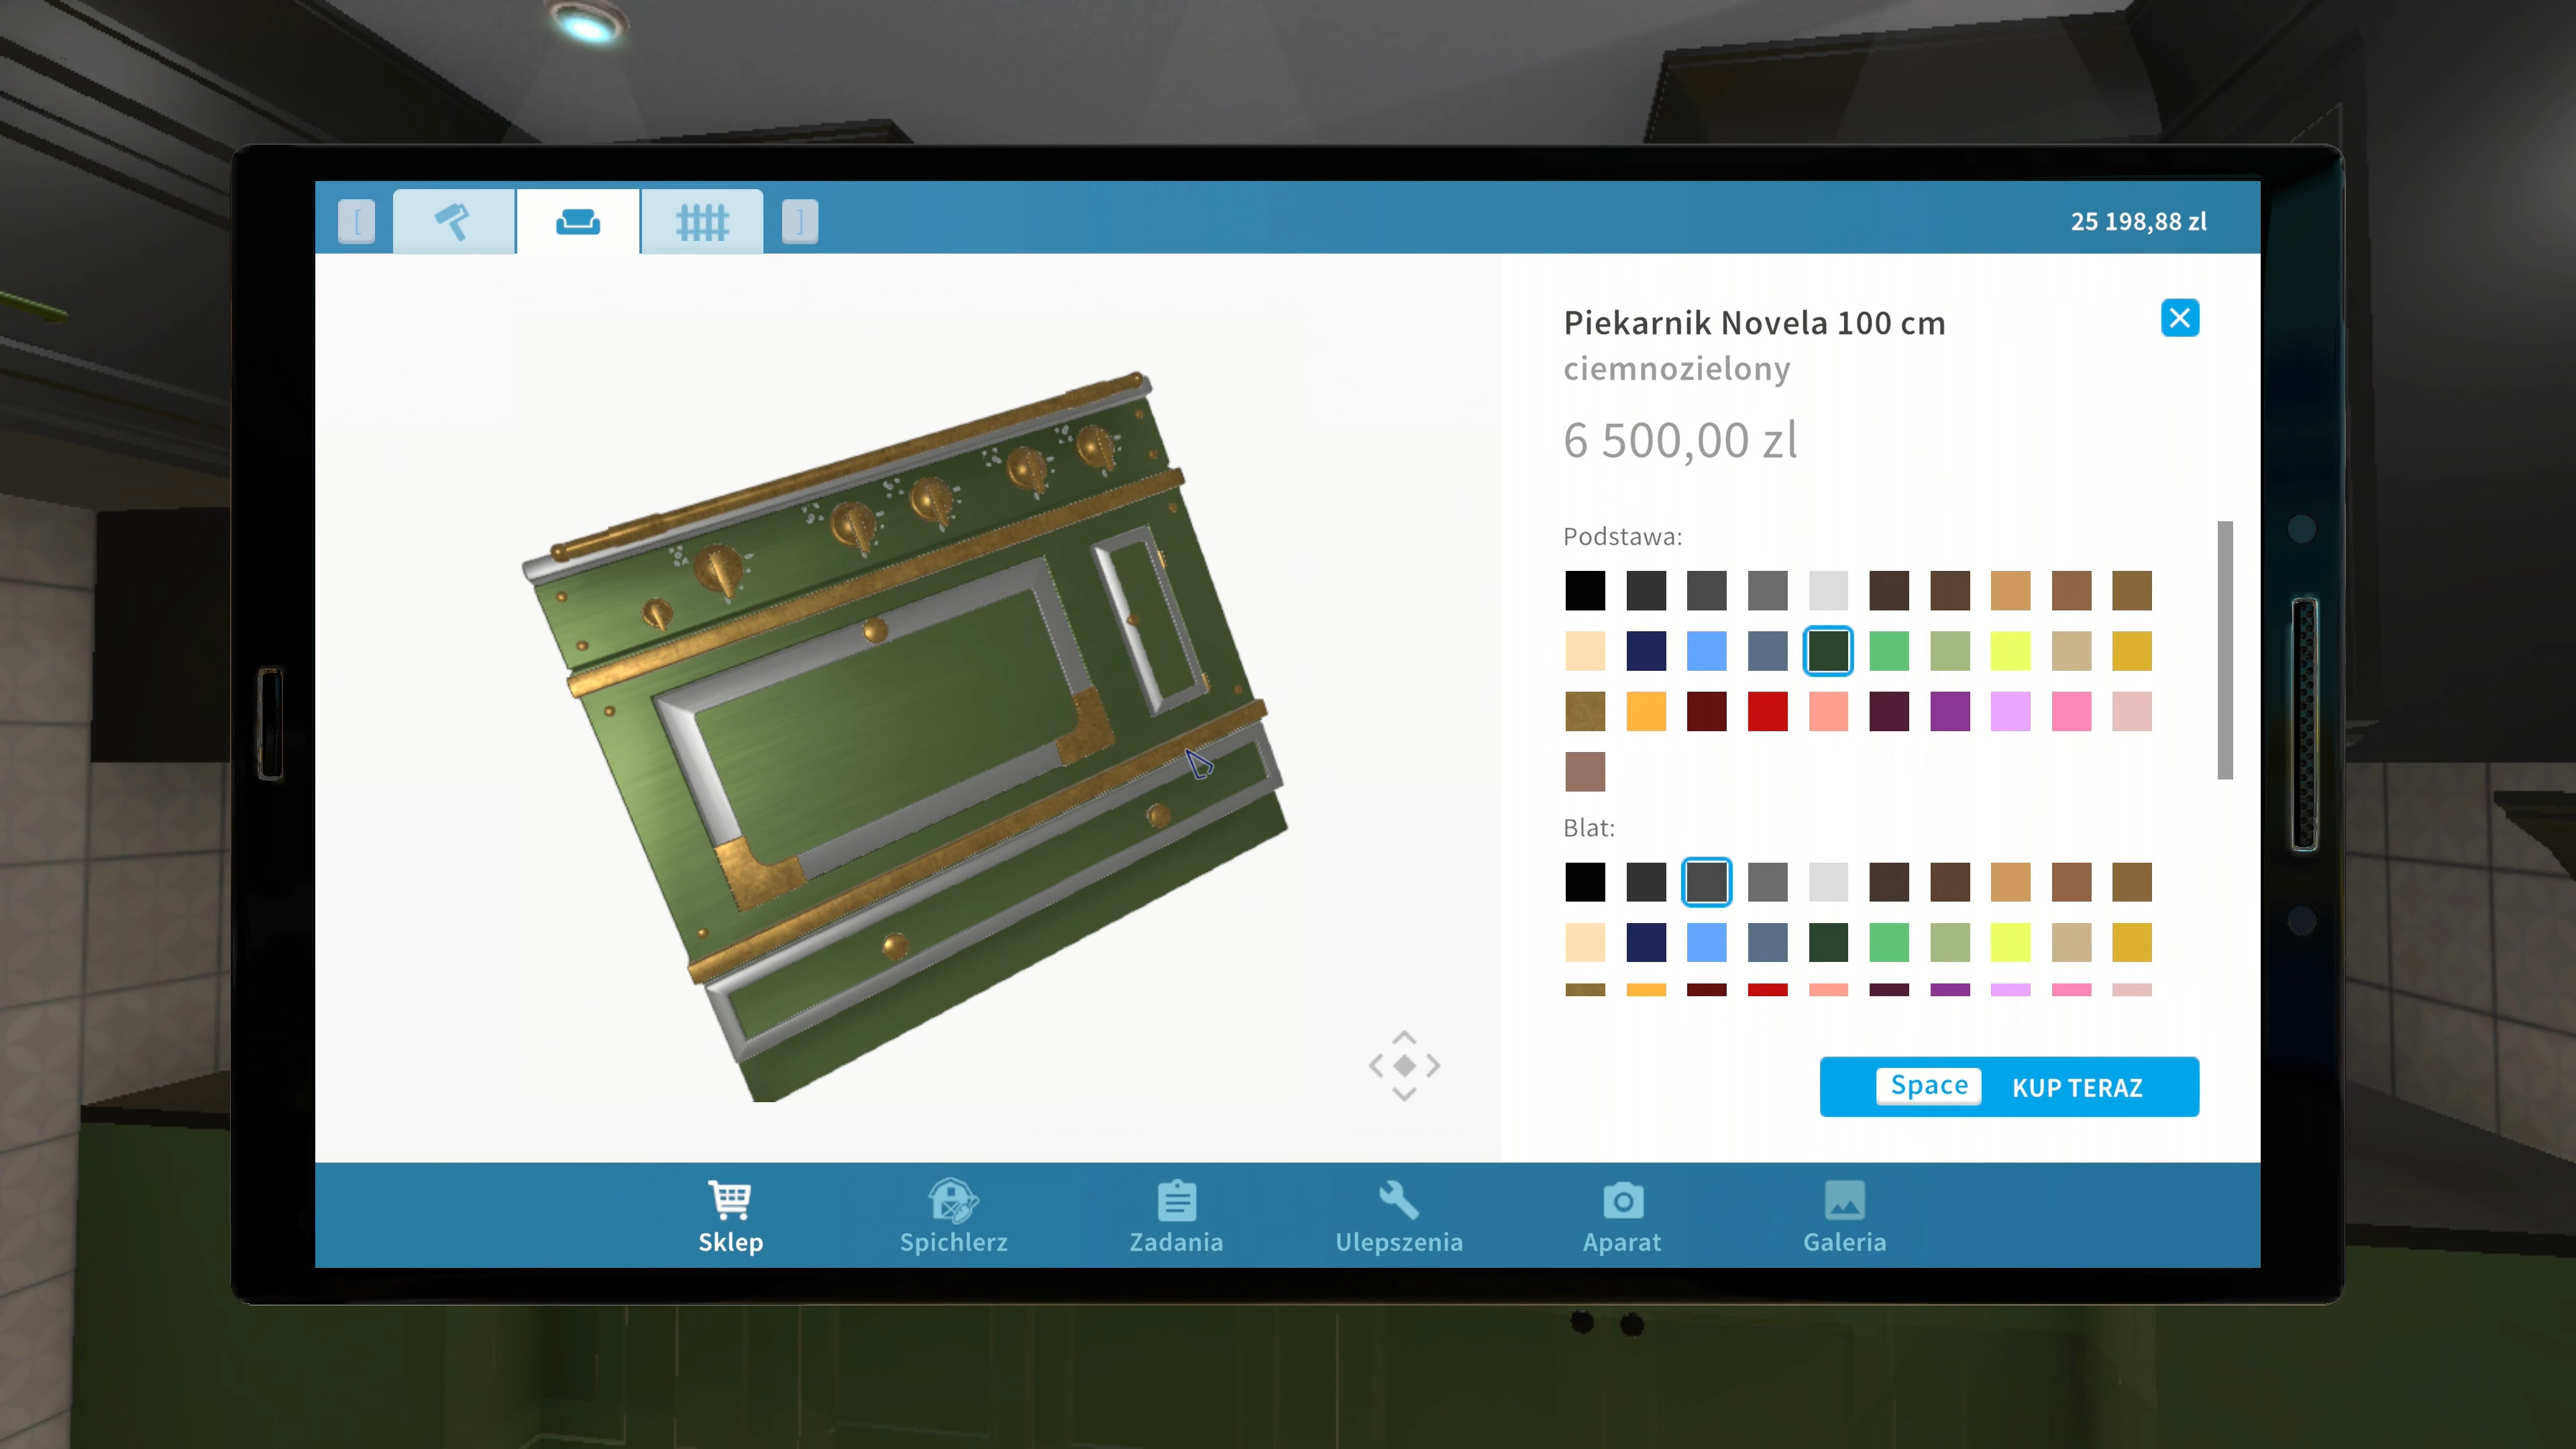 [
]
25 198,88 zl
Piekarnik Novela 100 cm
ciemnozielony
6 500,00 zl
Podstawa:
Blat:
Space KUP TERAZ
Sklep
Spichlerz
Zadania
Ulepszenia
Aparat
Galeria